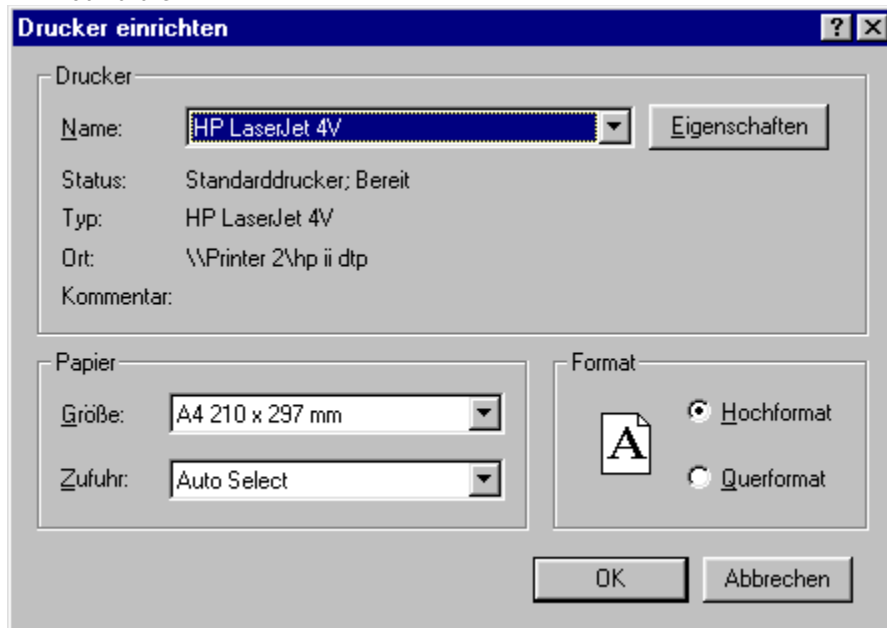 Drucker einrichten
Drucker
Name: HP LaserJet 4V Eigenschaften
Status: Standarddrucker; Bereit
Typ: HP LaserJet 4V
Ort: \\Printer 2\hp ii dtp
Kommentar:
Papier
Größe: A4 210 x 297 mm
Zufuhr: Auto Select
Format
A
Hochformat
Querformat
OK Abbrechen